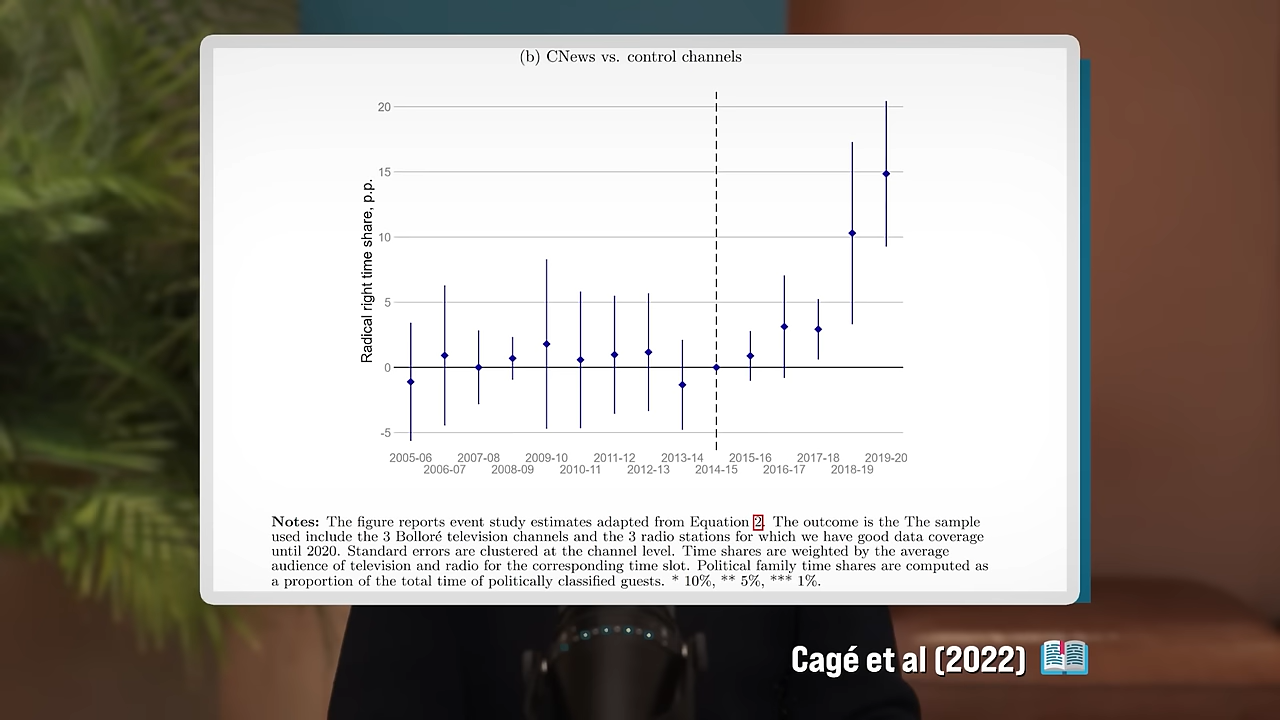 (b) CNews vs. control channels
20
15
10
5
0
-5
Radical right time share, p.p.
2005-06 2007-08 2009-10 2011-12 2013-14 2015-16 2017-18 2019-20
2006-07 2008-09 2010-11 2012-13 2014-15 2016-17 2018-19
Notes: The figure reports event study estimates adapted from Equation 2. The outcome is the The sample
used include the 3 Bolloré television channels and the 3 radio stations for which we have good data coverage
until 2020. Standard errors are clustered at the channel level. Time shares are weighted by the average
audience of television and radio for the corresponding time slot. Political family time shares are computed as
a proportion of the total time of politically classified guests. * 10%, ** 5%, *** 1%.
Cagé et al (2022)